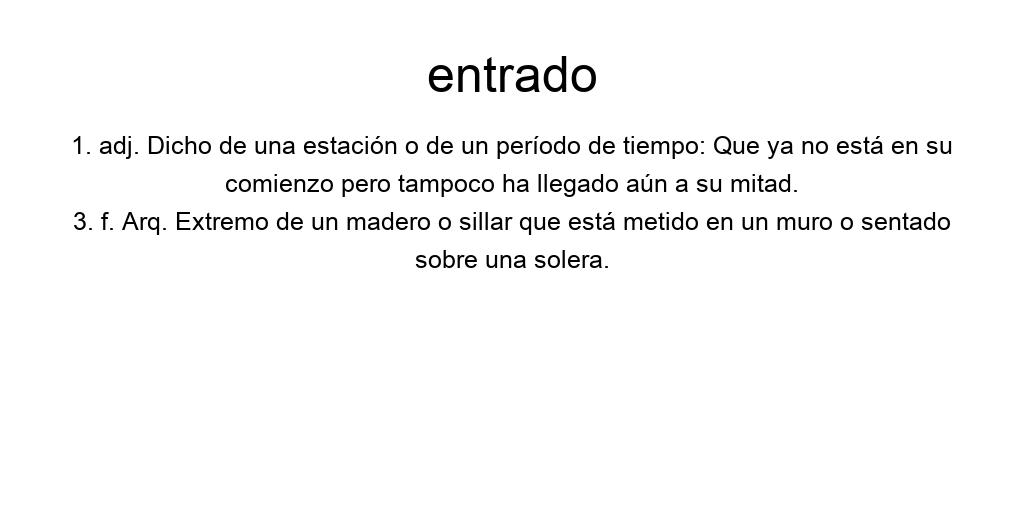 entrado
1. adj. Dicho de una estación o de un período de tiempo: Que ya no está en su
comienzo pero tampoco ha llegado aún a su mitad.
3. f. Arq. Extremo de un madero o sillar que está metido en un muro o sentado
sobre una solera.